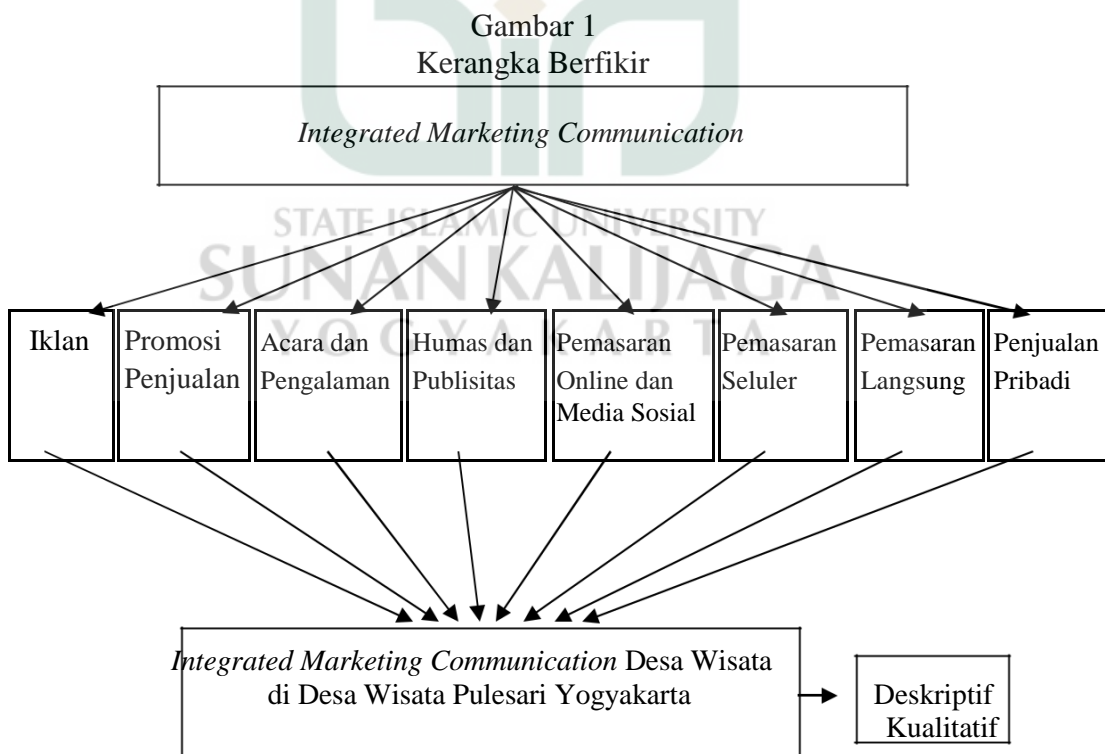 Gambar 1
Kerangka Berfikir
Integrated Marketing Communication
STATE ISLAMIC UNIVERSITY
SUNAN KALIJAGA
YOGYAKARTA
Iklan
Promosi
Penjualan
Acara dan
Pengalaman
Humas dan
Publisitas
Pemasaran
Online dan
Media Sosial
Pemasaran
Seluler
Pemasaran
Langsung
Penjualan
Pribadi
Integrated Marketing Communication Desa Wisata
di Desa Wisata Pulesari Yogyakarta
Deskriptif
Kualitatif